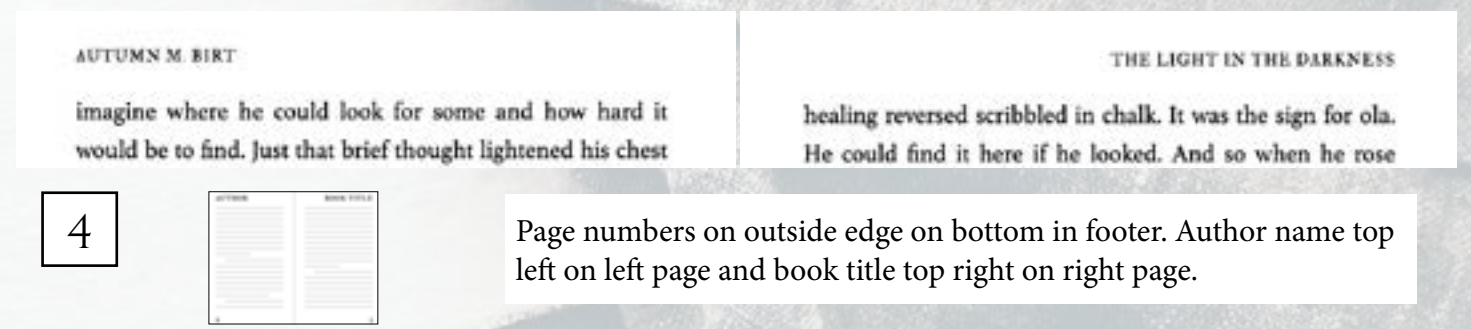 AUTUMN M. BIRT
imagine where he could look for some and how hard it
would be to find. Just that brief thought lightened his chest
THE LIGHT IN THE DARKNESS
healing reversed scribbled in chalk. It was the sign for ola.
He could find it here if he looked. And so when he rose
4
AUTHOR
BOOK TITLE
Page numbers on outside edge on bottom in footer. Author name top
left on left page and book title top right on right page.